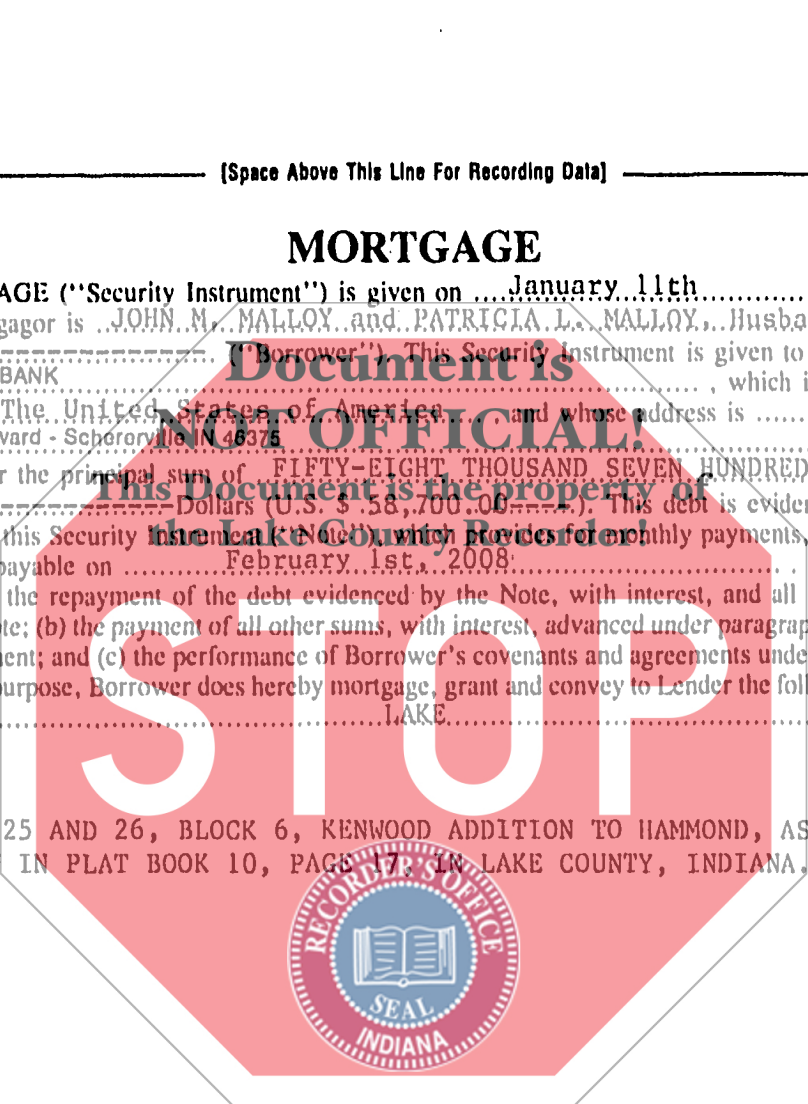 [Space Above This Line For Recording Data]
MORTGAGE
AGE ("Security Instrument") is given on ....January 11th
gagor is ..JOHN M. MALLOY and PATRICIA L. MALLOY, Husba
----------------. ("Borrower"). This Security Instrument is given to
BANK , which i
The United States of America and whose address is ......
vard - Schererville IN 46375
r the principal sum of FIFTY-EIGHT THOUSAND SEVEN HUNDRED
----------------Dollars (U.S. $ 58,700.00----). This debt is eviden
this Security Instrument ("Note"), which provides for monthly payments,
payable on February 1st, 2008
the repayment of the debt evidenced by the Note, with interest, and all
te; (b) the payment of all other sums, with interest, advanced under paragrap
ent; and (c) the performance of Borrower's covenants and agreements unde
purpose, Borrower does hereby mortgage, grant and convey to Lender the foll
LAKE
25 AND 26, BLOCK 6, KENWOOD ADDITION TO HAMMOND, AS
IN PLAT BOOK 10, PAGE 17, IN LAKE COUNTY, INDIANA.
Document is
NOT OFFICIAL!
This Document is the property of
the Lake County Recorder!
STOP
RECORDER'S OFFICE
SEAL
INDIANA